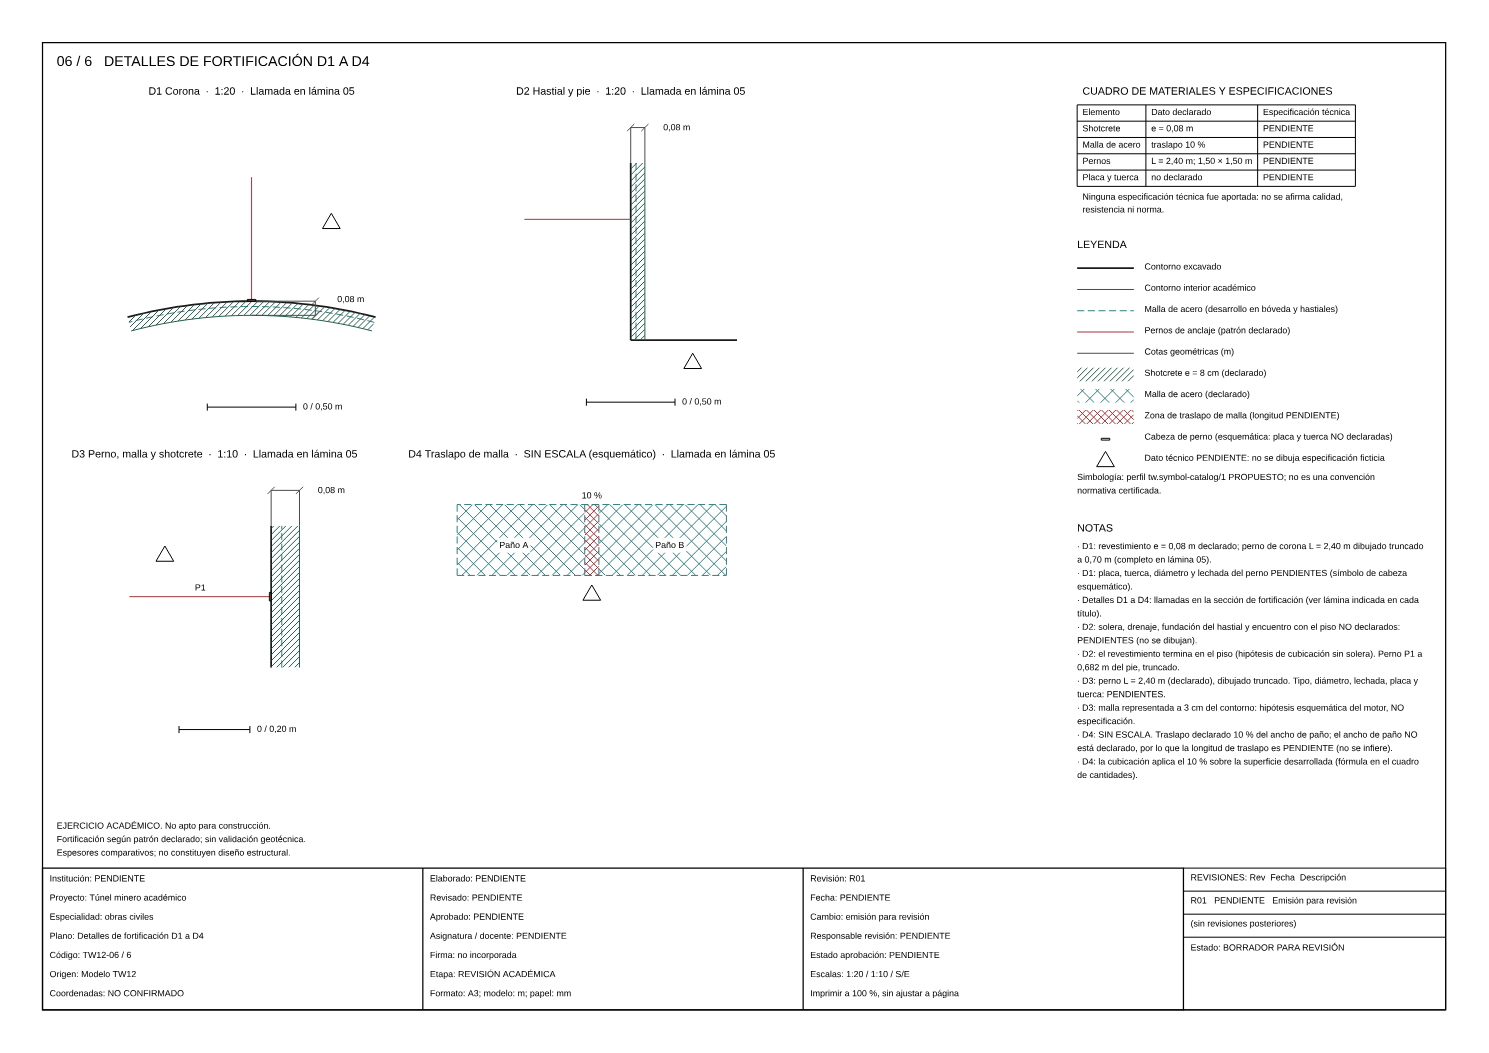 06 / 6   DETALLES DE FORTIFICACIÓN D1 A D4
D1 Corona  ·  1:20  ·  Llamada en lámina 05
0,08 m
0 / 0,50 m
D2 Hastial y pie  ·  1:20  ·  Llamada en lámina 05
0,08 m
0 / 0,50 m
D3 Perno, malla y shotcrete  ·  1:10  ·  Llamada en lámina 05
0,08 m
P1
0 / 0,20 m
D4 Traslapo de malla  ·  SIN ESCALA (esquemático)  ·  Llamada en lámina 05
10 %
Paño A
Paño B
CUADRO DE MATERIALES Y ESPECIFICACIONES
Elemento   Dato declarado   Especificación técnica
Shotcrete   e = 0,08 m   PENDIENTE
Malla de acero   traslapo 10 %   PENDIENTE
Pernos   L = 2,40 m; 1,50 × 1,50 m   PENDIENTE
Placa y tuerca   no declarado   PENDIENTE
Ninguna especificación técnica fue aportada: no se afirma calidad,
resistencia ni norma.
LEYENDA
Contorno excavado
Contorno interior académico
Malla de acero (desarrollo en bóveda y hastiales)
Pernos de anclaje (patrón declarado)
Cotas geométricas (m)
Shotcrete e = 8 cm (declarado)
Malla de acero (declarado)
Zona de traslapo de malla (longitud PENDIENTE)
Cabeza de perno (esquemática: placa y tuerca NO declaradas)
Dato técnico PENDIENTE: no se dibuja especificación ficticia
Simbología: perfil tw.symbol-catalog/1 PROPUESTO; no es una convención
normativa certificada.
NOTAS
· D1: revestimiento e = 0,08 m declarado; perno de corona L = 2,40 m dibujado truncado
a 0,70 m (completo en lámina 05).
· D1: placa, tuerca, diámetro y lechada del perno PENDIENTES (símbolo de cabeza
esquemático).
· Detalles D1 a D4: llamadas en la sección de fortificación (ver lámina indicada en cada
título).
· D2: solera, drenaje, fundación del hastial y encuentro con el piso NO declarados:
PENDIENTES (no se dibujan).
· D2: el revestimiento termina en el piso (hipótesis de cubicación sin solera). Perno P1 a
0,682 m del pie, truncado.
· D3: perno L = 2,40 m (declarado), dibujado truncado. Tipo, diámetro, lechada, placa y
tuerca: PENDIENTES.
· D3: malla representada a 3 cm del contorno: hipótesis esquemática del motor, NO
especificación.
· D4: SIN ESCALA. Traslapo declarado 10 % del ancho de paño; el ancho de paño NO
está declarado, por lo que la longitud de traslapo es PENDIENTE (no se infiere).
· D4: la cubicación aplica el 10 % sobre la superficie desarrollada (fórmula en el cuadro
de cantidades).
EJERCICIO ACADÉMICO. No apto para construcción.
Fortificación según patrón declarado; sin validación geotécnica.
Espesores comparativos; no constituyen diseño estructural.
Institución: PENDIENTE
Proyecto: Túnel minero académico
Especialidad: obras civiles
Plano: Detalles de fortificación D1 a D4
Código: TW12-06 / 6
Origen: Modelo TW12
Coordenadas: NO CONFIRMADO
Elaborado: PENDIENTE
Revisado: PENDIENTE
Aprobado: PENDIENTE
Asignatura / docente: PENDIENTE
Firma: no incorporada
Etapa: REVISIÓN ACADÉMICA
Formato: A3; modelo: m; papel: mm
Revisión: R01
Fecha: PENDIENTE
Cambio: emisión para revisión
Responsable revisión: PENDIENTE
Estado aprobación: PENDIENTE
Escalas: 1:20 / 1:10 / S/E
Imprimir a 100 %, sin ajustar a página
REVISIONES: Rev  Fecha  Descripción
R01   PENDIENTE   Emisión para revisión
(sin revisiones posteriores)
Estado: BORRADOR PARA REVISIÓN